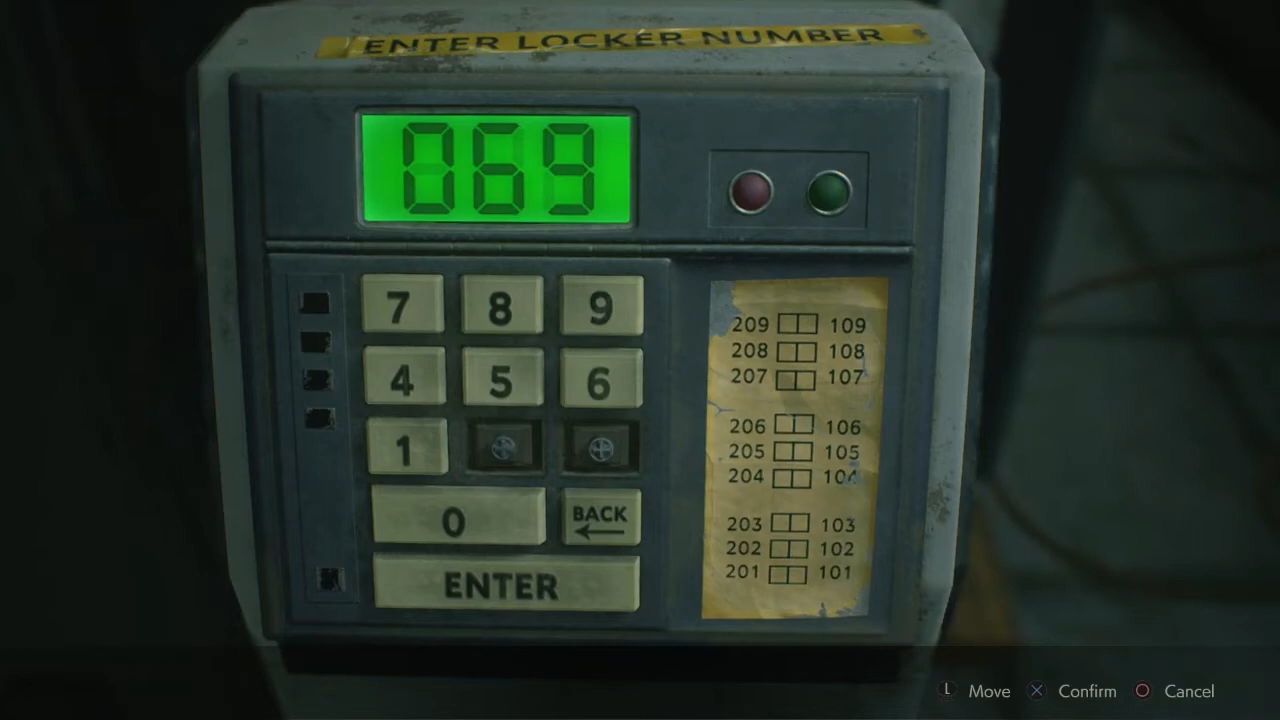 ENTER LOCKER NUMBER
069
7 8 9
4 5 6
1
0 BACK
ENTER
209 109
208 108
207 107
206 106
205 105
204 104
203 103
202 102
201 101
L Move X Confirm O Cancel